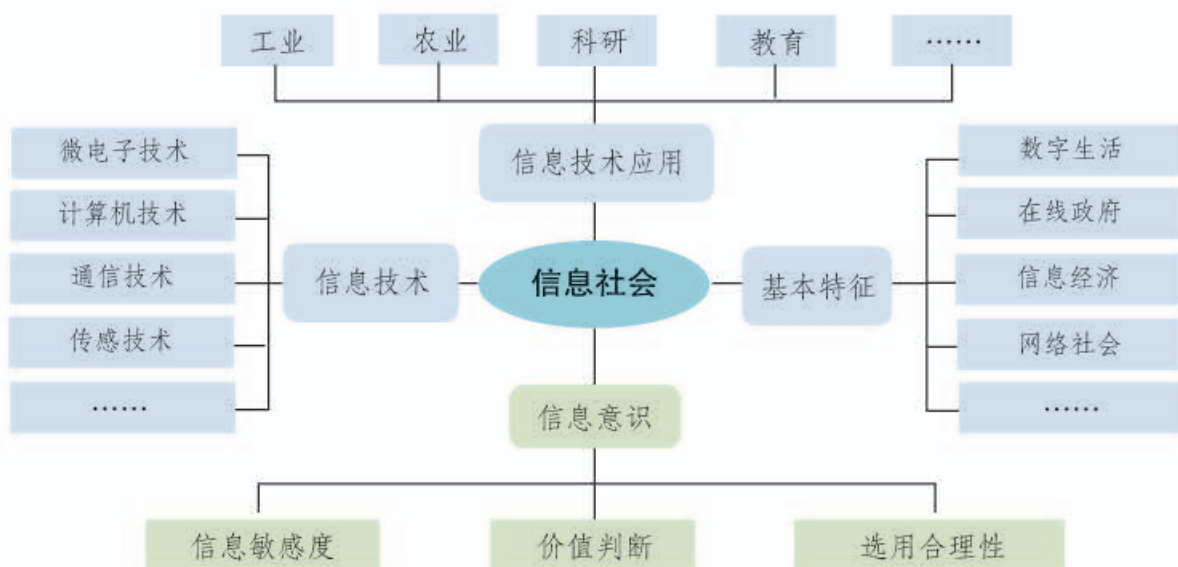 工业
农业
科研
教育
……
信息技术应用
微电子技术
计算机技术
通信技术
传感技术
……
信息技术
信息社会
基本特征
数字生活
在线政府
信息经济
网络社会
……
信息意识
信息敏感度
价值判断
选用合理性